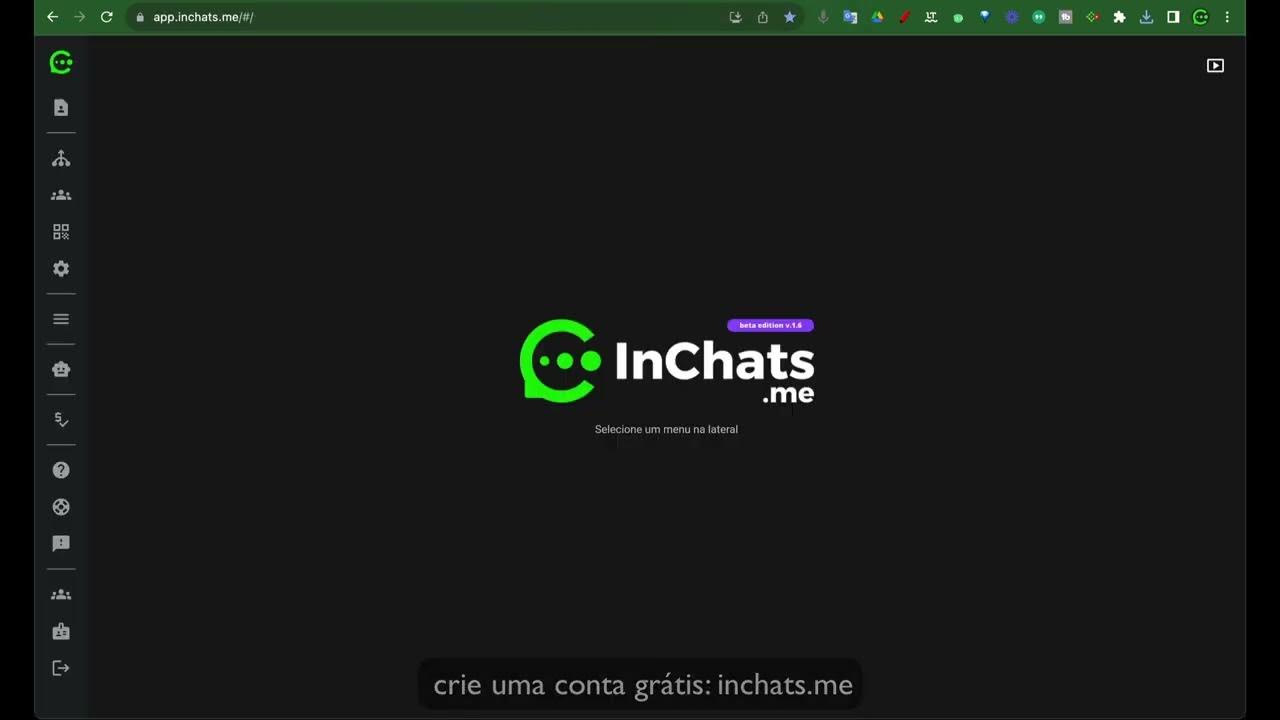 app.inchats.me/#/
beta edition v.1.6
InChats
.me
Selecione um menu na lateral
crie uma conta grátis: inchats.me